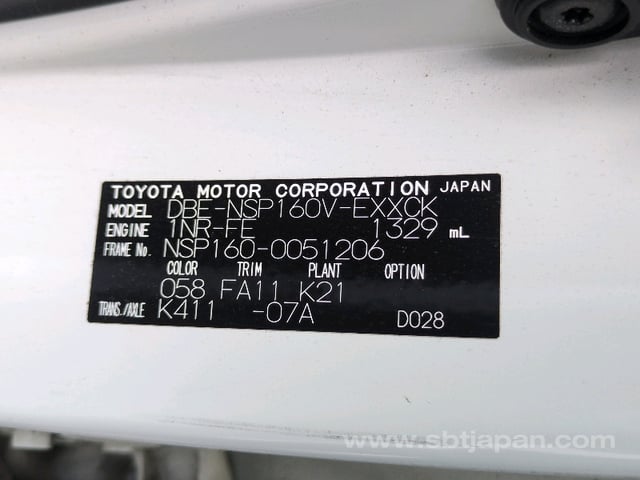 TOYOTA MOTOR CORPORATION JAPAN
MODEL DBE-NSP160V-EXXCK
ENGINE 1NR-FE 1329 mL
FRAME No. NSP160-0051206
COLOR TRIM PLANT OPTION
058 FA11 K21
TRANS./AXLE K411 -07A D028
www.sbtjapan.com